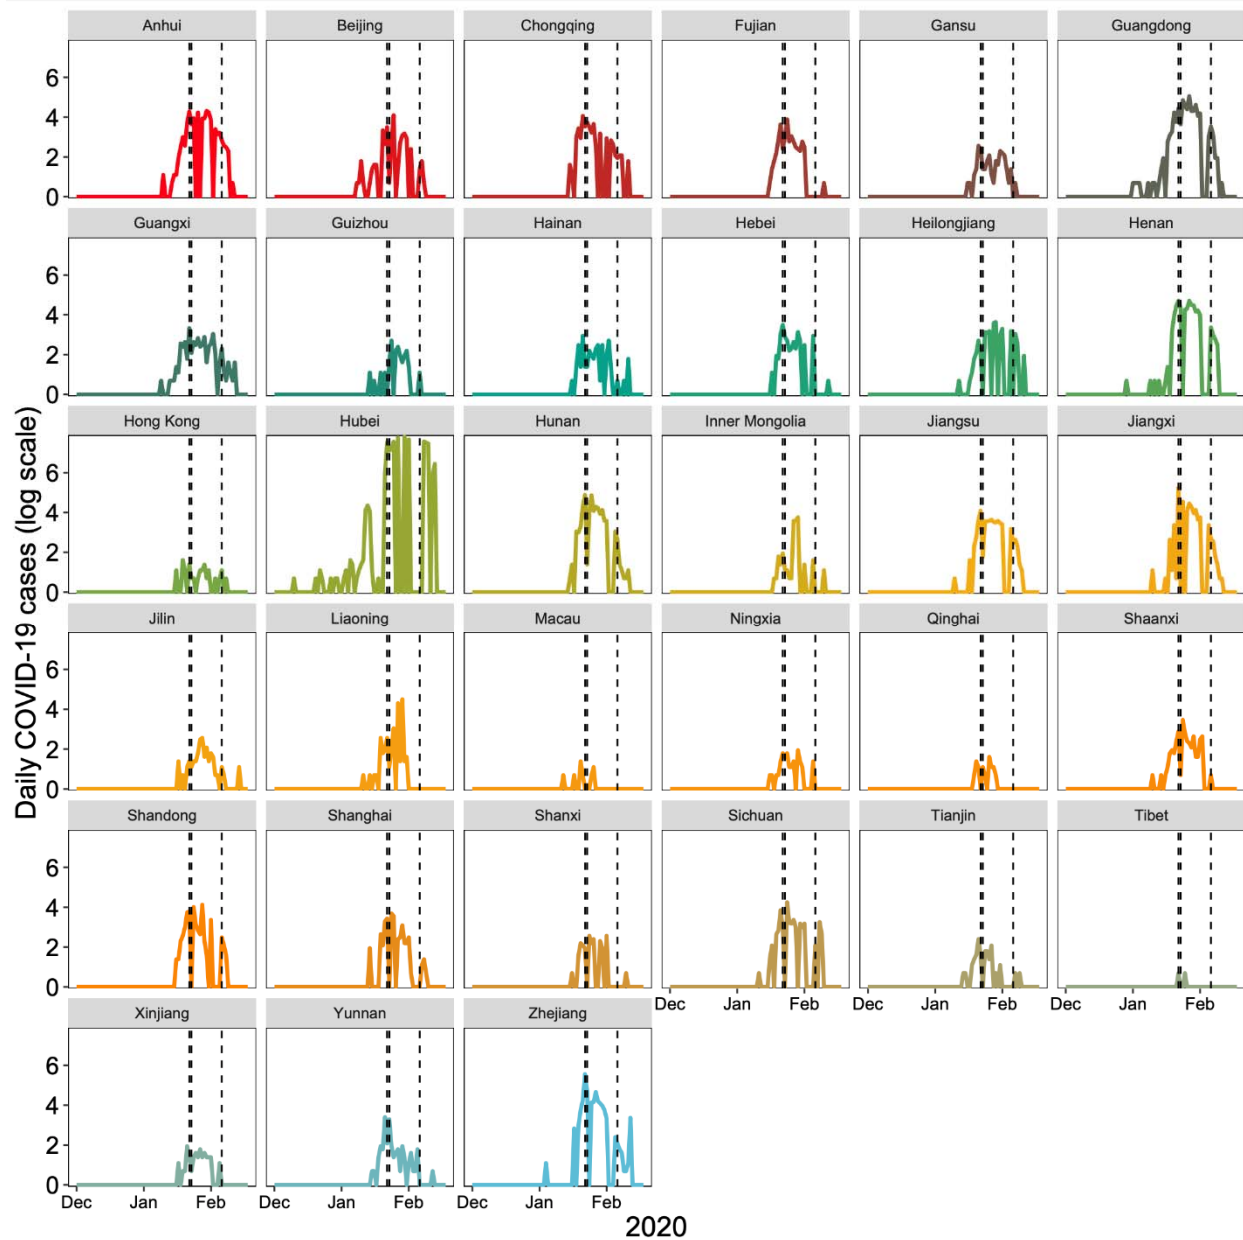 Anhui Beijing Chongqing Fujian Gansu Guangdong
6
4
2
0
Guangxi Guizhou Hainan Hebei Heilongjiang Henan
6
4
2
0
Hong Kong Hubei Hunan Inner Mongolia Jiangsu Jiangxi
6
4
2
0
Daily COVID-19 cases (log scale)
Jilin Liaoning Macau Ningxia Qinghai Shaanxi
6
4
2
0
Shandong Shanghai Shanxi Sichuan Tianjin Tibet
6
4
2
0
Dec Jan Feb Dec Jan Feb Dec Jan Feb
Xinjiang Yunnan Zhejiang
6
4
2
0
Dec Jan Feb Dec Jan Feb Dec Jan Feb
2020